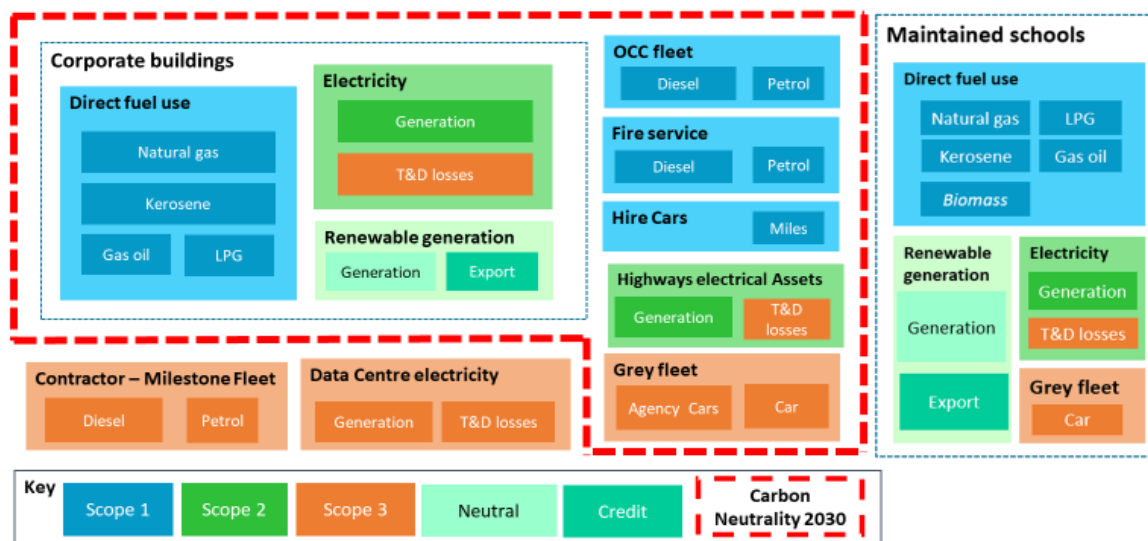 Corporate buildings
Direct fuel use
Natural gas
Kerosene
Gas oil
LPG
Electricity
Generation
T&D losses
Renewable generation
Generation
Export
OCC fleet
Diesel
Petrol
Fire service
Diesel
Petrol
Hire Cars
Miles
Highways electrical Assets
Generation
T&D
losses
Grey fleet
Agency Cars
Car
Contractor – Milestone Fleet
Diesel
Petrol
Data Centre electricity
Generation
T&D losses
Maintained schools
Direct fuel use
Natural gas
LPG
Kerosene
Gas oil
Biomass
Renewable
generation
Generation
Export
Electricity
Generation
T&D losses
Grey fleet
Car
Key
Scope 1
Scope 2
Scope 3
Neutral
Credit
Carbon
Neutrality 2030